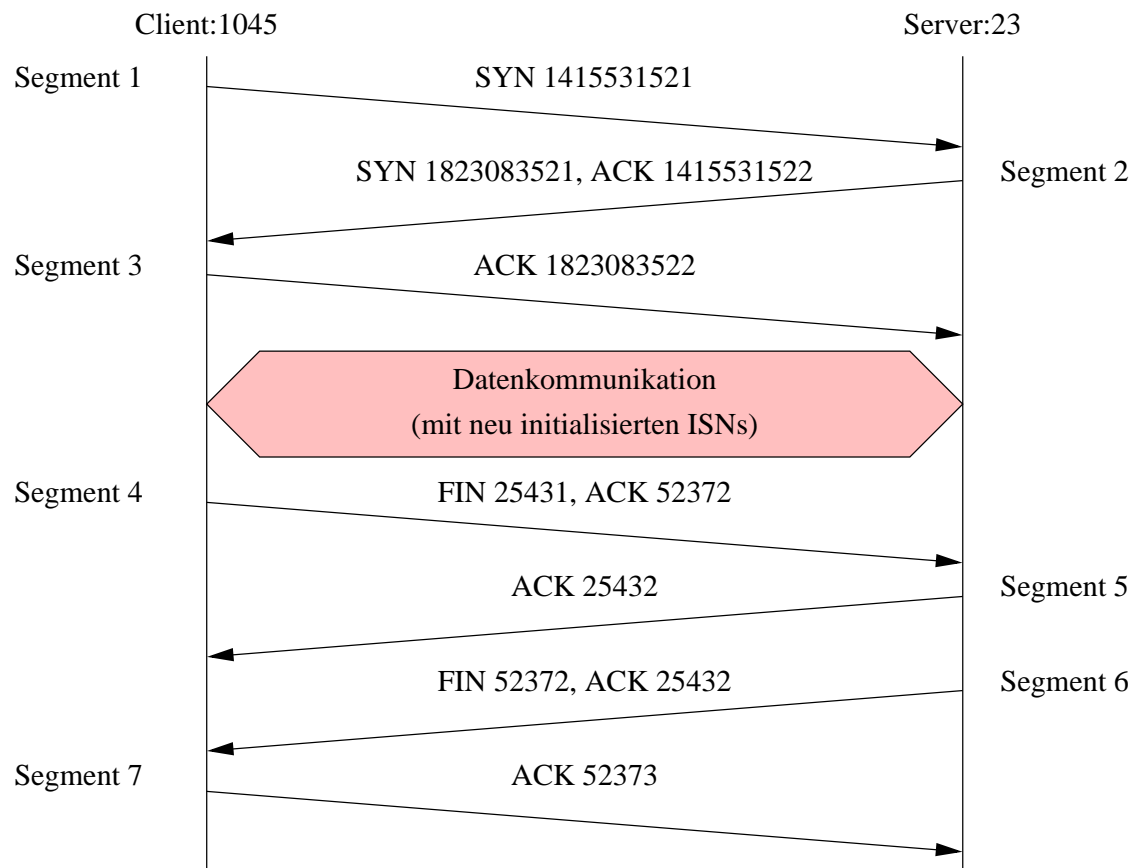 Client:1045
Server:23
Segment 1
SYN 1415531521
SYN 1823083521, ACK 1415531522
Segment 2
Segment 3
ACK 1823083522
Datenkommunikation
(mit neu initialisierten ISNs)
Segment 4
FIN 25431, ACK 52372
ACK 25432
Segment 5
FIN 52372, ACK 25432
Segment 6
Segment 7
ACK 52373